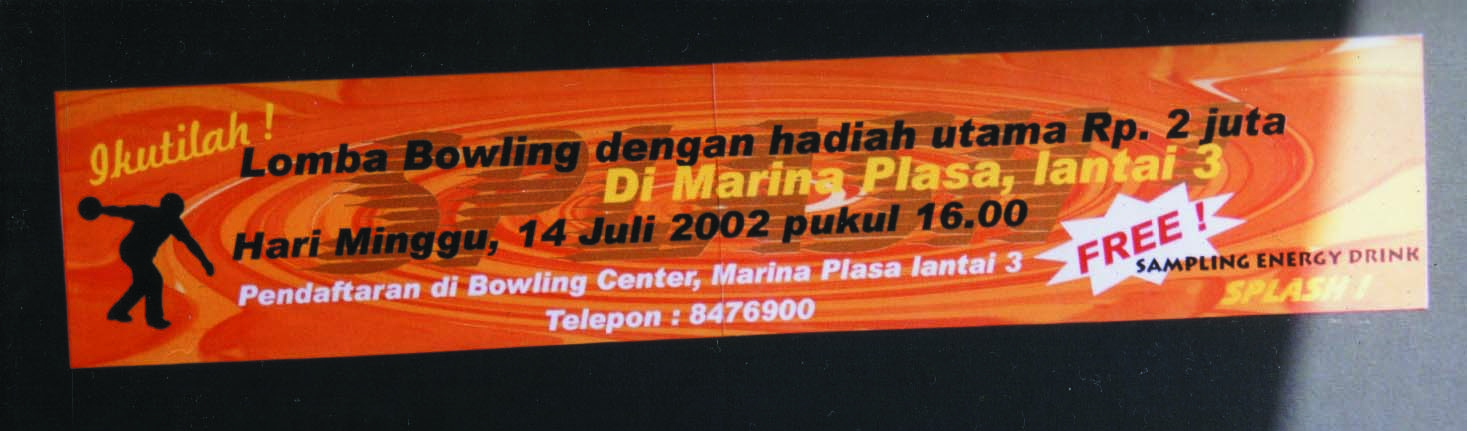 Ikutilah !
Lomba Bowling dengan hadiah utama Rp. 2 juta
Di Marina Plasa, lantai 3
Hari Minggu, 14 Juli 2002 pukul 16.00
Pendaftaran di Bowling Center, Marina Plasa lantai 3
Telepon : 8476900
FREE !
SAMPLING ENERGY DRINK
SPLASH !
SPLASH !